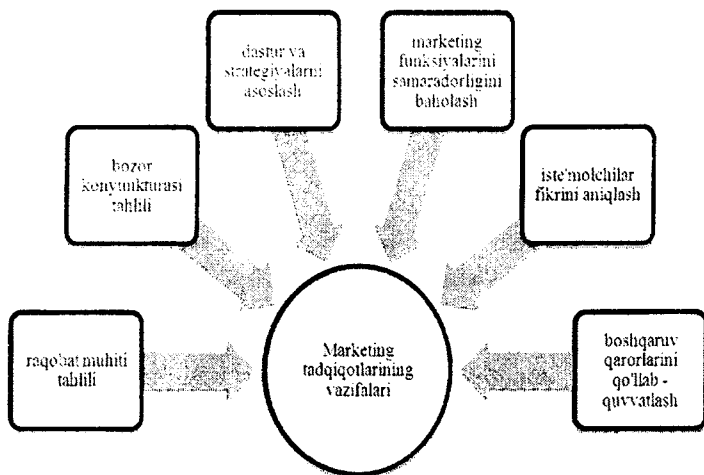 dastur va
strategiyalarni
asoslash
marketing
funksiyalarini
samaradorligini
baholash
bozor
konyunkturasi
tahlili
iste'molchilar
fikrini aniqlash
raqobat muhiti
tahlili
Marketing
tadqiqotlarining
vazifalari
boshqaruv
qarorlarini
qo'llab -
quvvatlash